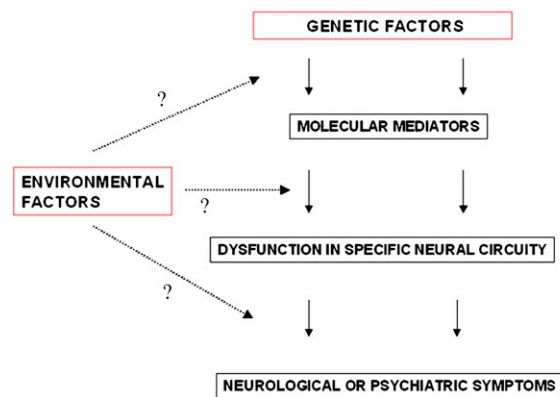 GENETIC FACTORS
?
MOLECULAR MEDIATORS
ENVIRONMENTAL
FACTORS
?
DYSFUNCTION IN SPECIFIC NEURAL CIRCUITY
?
NEUROLOGICAL OR PSYCHIATRIC SYMPTOMS